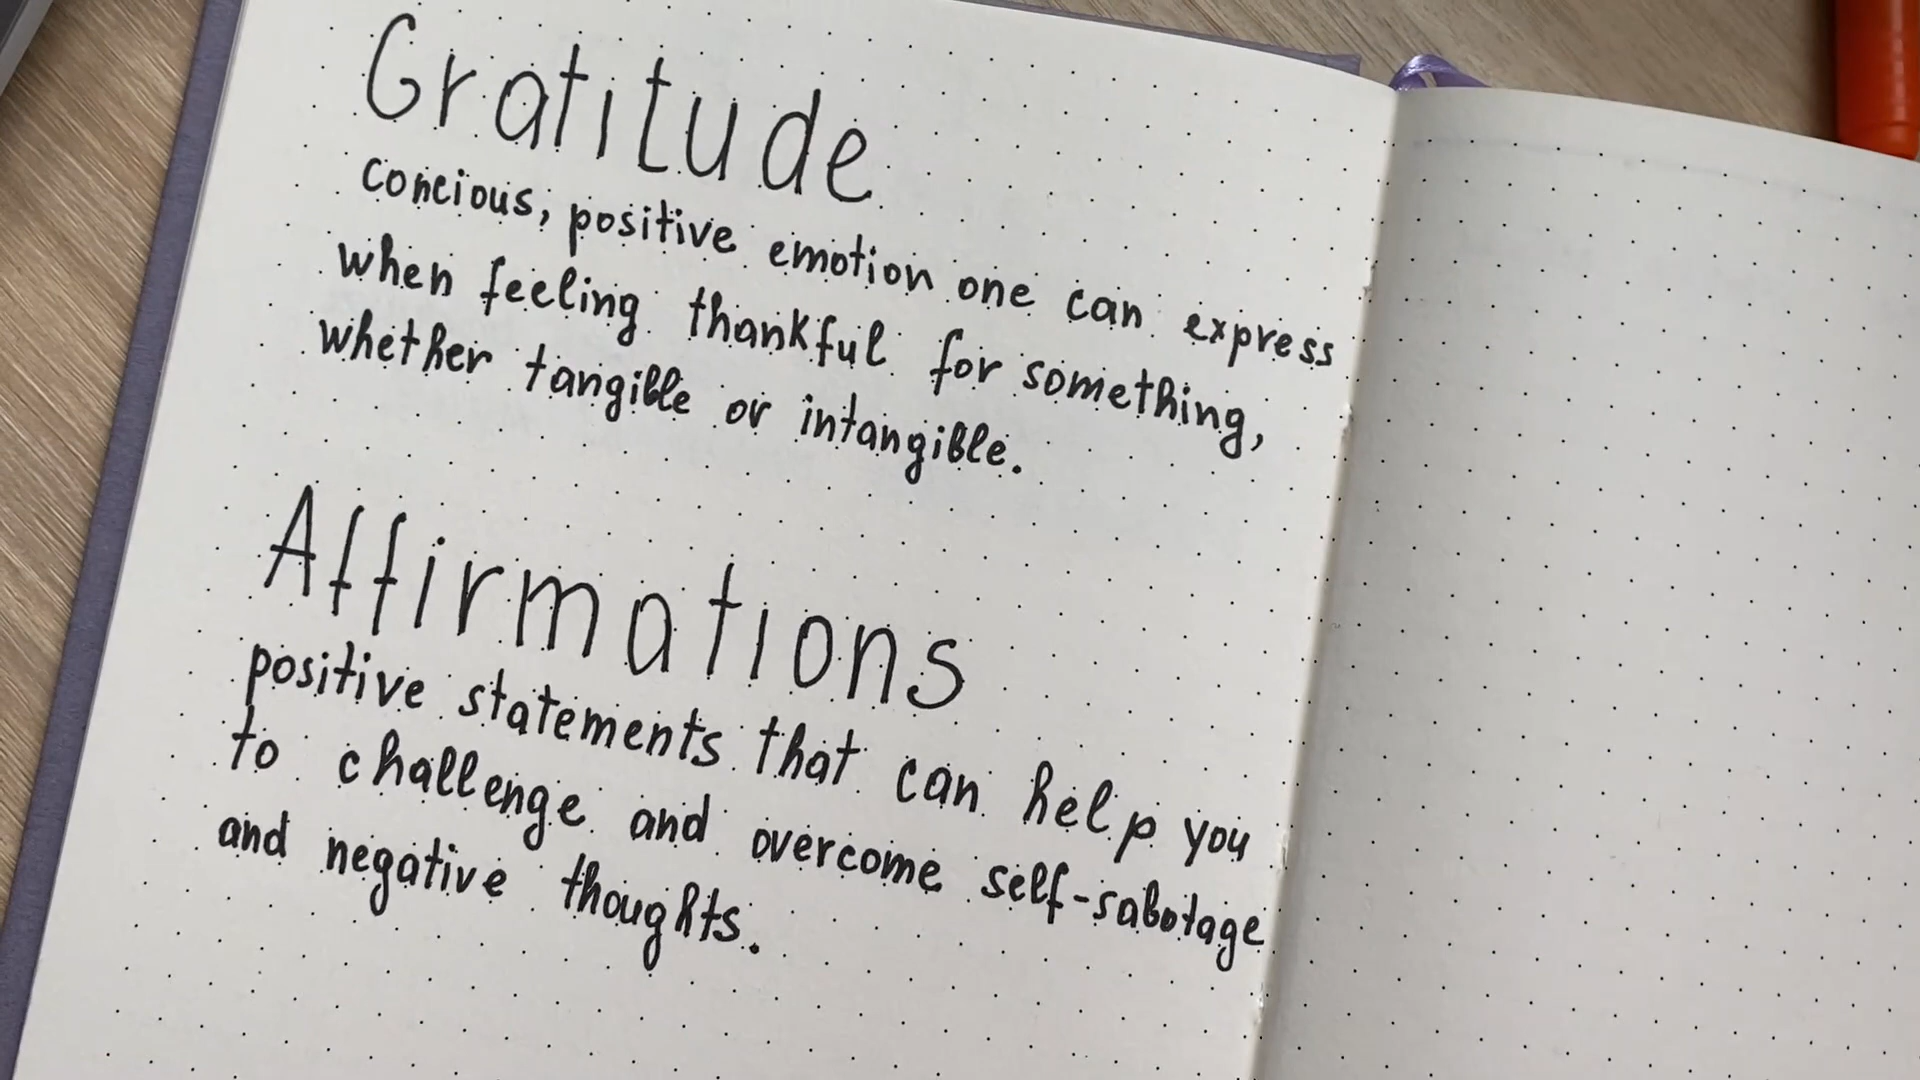 Gratitude
concious, positive emotion one can express
when feeling thankful for something,
whether tangible or intangible.
Affirmations
positive statements that can help you
to challenge and overcome self-sabotage
and negative thoughts.